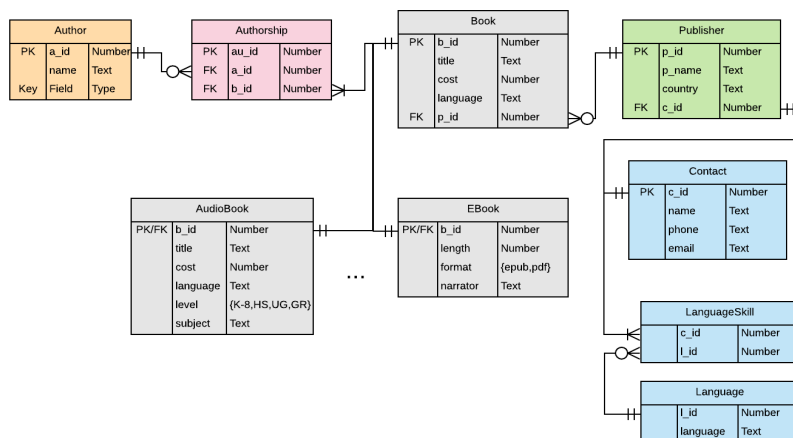 Author
PK a_id Number
name Text
Key Field Type
Authorship
PK au_id Number
FK a_id Number
FK b_id Number
Book
PK b_id Number
title Text
cost Number
language Text
FK p_id Number
Publisher
PK p_id Number
p_name Text
country Text
FK c_id Number
Contact
PK c_id Number
name Text
phone Text
email Text
AudioBook
PK/FK b_id Number
title Text
cost Number
language Text
level {K-8,HS,UG,GR}
subject Text
...
EBook
PK/FK b_id Number
length Number
format {epub,pdf}
narrator Text
LanguageSkill
c_id Number
l_id Number
Language
l_id Number
language Text